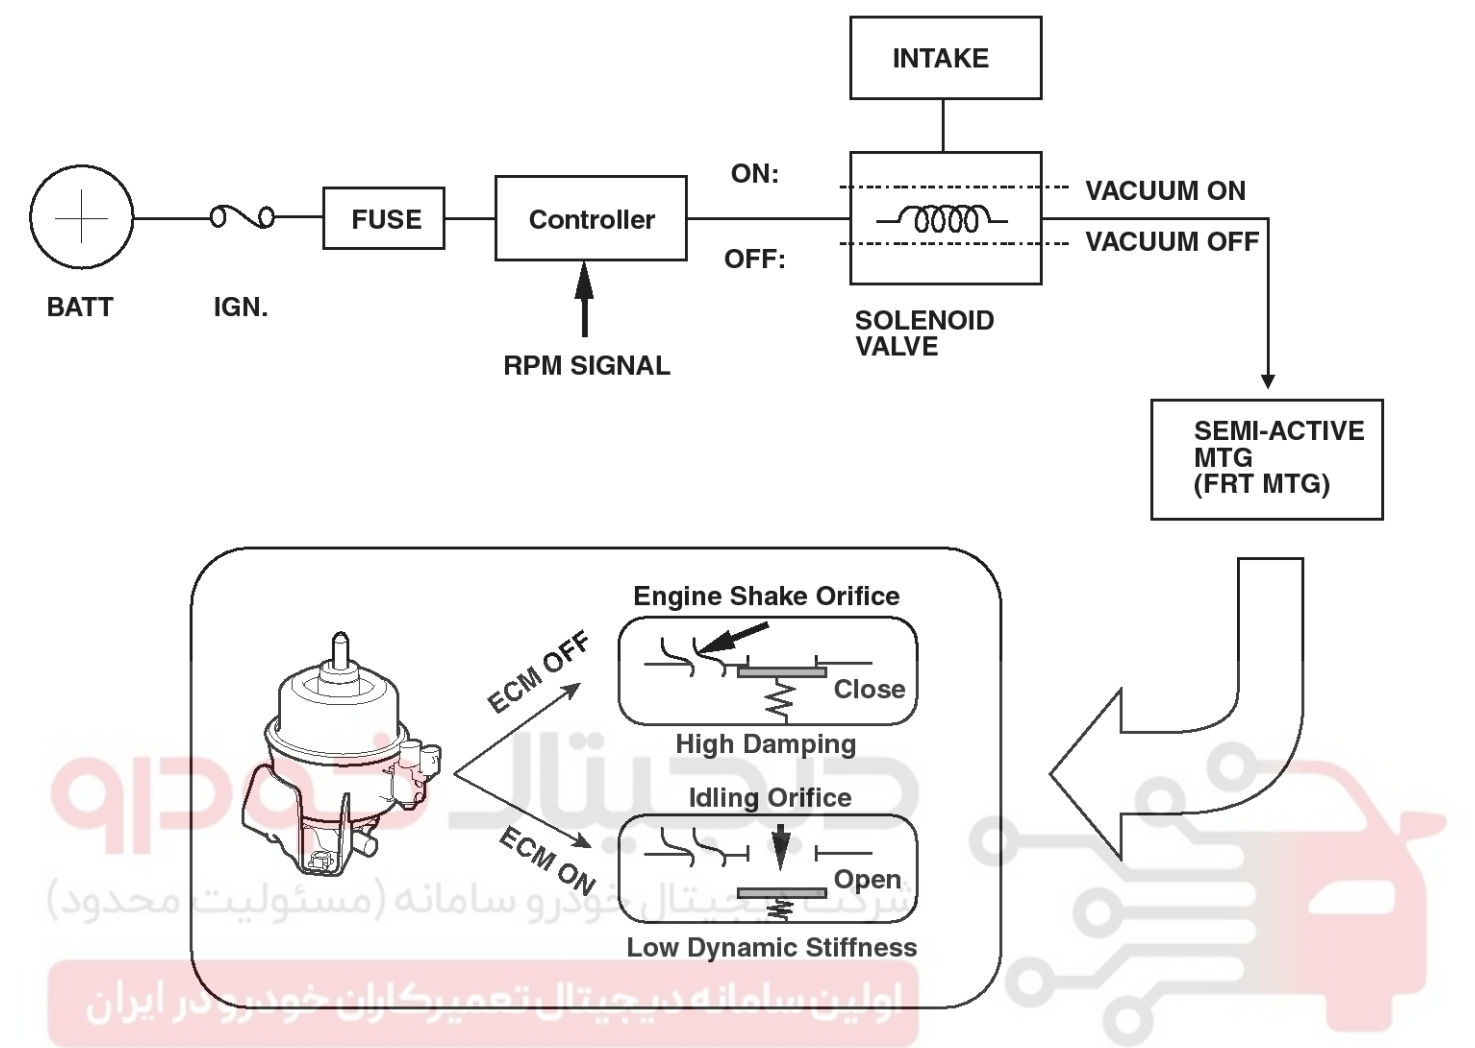 INTAKE
ON:
VACUUM ON
FUSE
Controller
OFF:
VACUUM OFF
BATT
IGN.
RPM SIGNAL
SOLENOID
VALVE
SEMI-ACTIVE
MTG
(FRT MTG)
Engine Shake Orifice
ECM OFF
Close
High Damping
Idling Orifice
ECM ON
Open
Low Dynamic Stiffness
دیجیتال خودرو
شرکت دیجیتال خودرو سامانه (مسئولیت محدود)
اولین سامانه دیجیتال تعمیرکاران خودرو در ایران